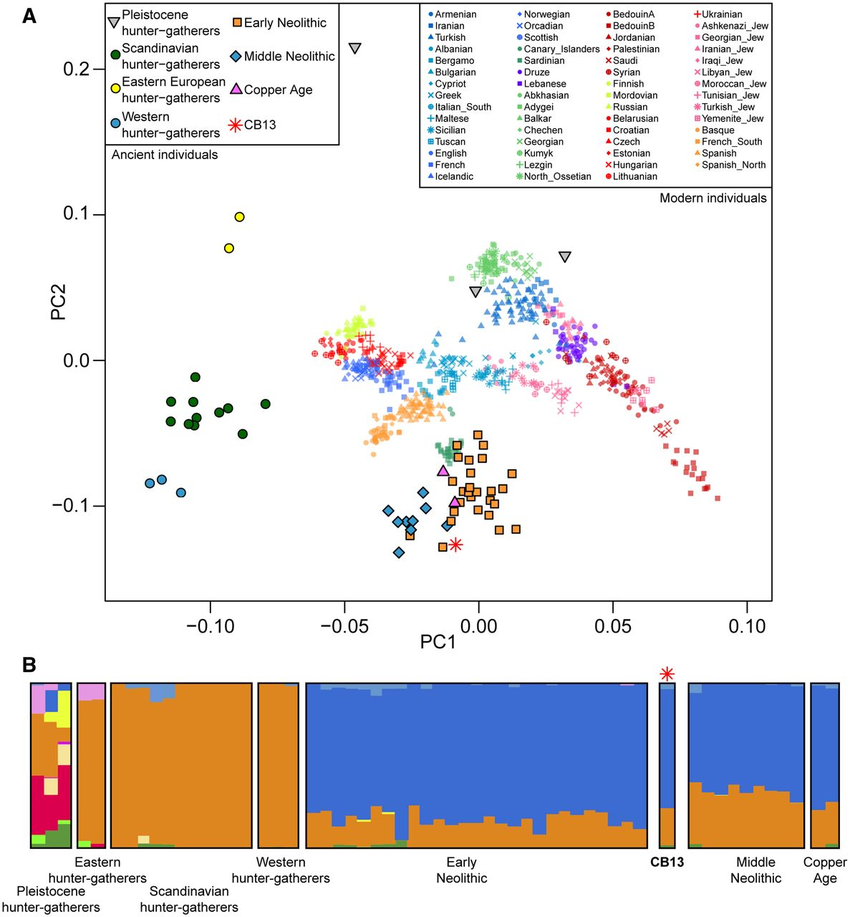 A
Pleistocene
hunter-gatherers
Scandinavian
hunter-gatherers
Eastern European
hunter-gatherers
Western
hunter-gatherers
Early Neolithic
Middle Neolithic
Copper Age
CB13
Ancient individuals
Armenian
Iranian
Turkish
Albanian
Bergamo
Bulgarian
Cypriot
Greek
Italian_South
Maltese
Sicilian
Tuscan
English
French
Icelandic
Norwegian
Orcadian
Scottish
Canary_Islanders
Sardinian
Druze
Lebanese
Abkhasian
Adygei
Balkar
Chechen
Georgian
Kumyk
Lezgin
North_Ossetian
BedouinA
BedouinB
Jordanian
Palestinian
Saudi
Syrian
Finnish
Mordovian
Russian
Belarusian
Croatian
Czech
Estonian
Hungarian
Lithuanian
Ukrainian
Ashkenazi_Jew
Georgian_Jew
Iranian_Jew
Iraqi_Jew
Libyan_Jew
Moroccan_Jew
Tunisian_Jew
Turkish_Jew
Yemenite_Jew
Basque
French_South
Spanish
Spanish_North
Modern individuals
PC2
0.2
0.1
0.0
−0.1
−0.10
−0.05
0.00
0.05
0.10
PC1
B
Pleistocene
hunter-gatherers
Eastern
hunter-gatherers
Scandinavian
hunter-gatherers
Western
hunter-gatherers
Early
Neolithic
CB13
Middle
Neolithic
Copper
Age